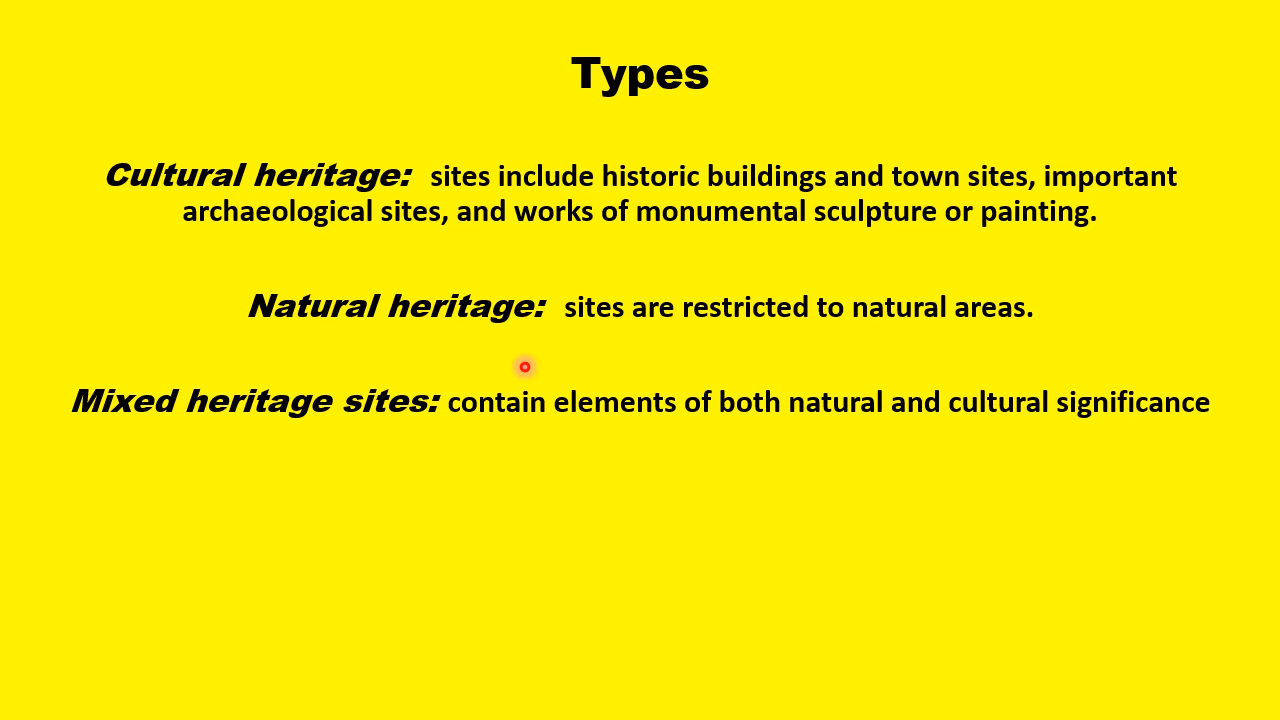 Types
Cultural heritage: sites include historic buildings and town sites, important
archaeological sites, and works of monumental sculpture or painting.
Natural heritage: sites are restricted to natural areas.
Mixed heritage sites: contain elements of both natural and cultural significance